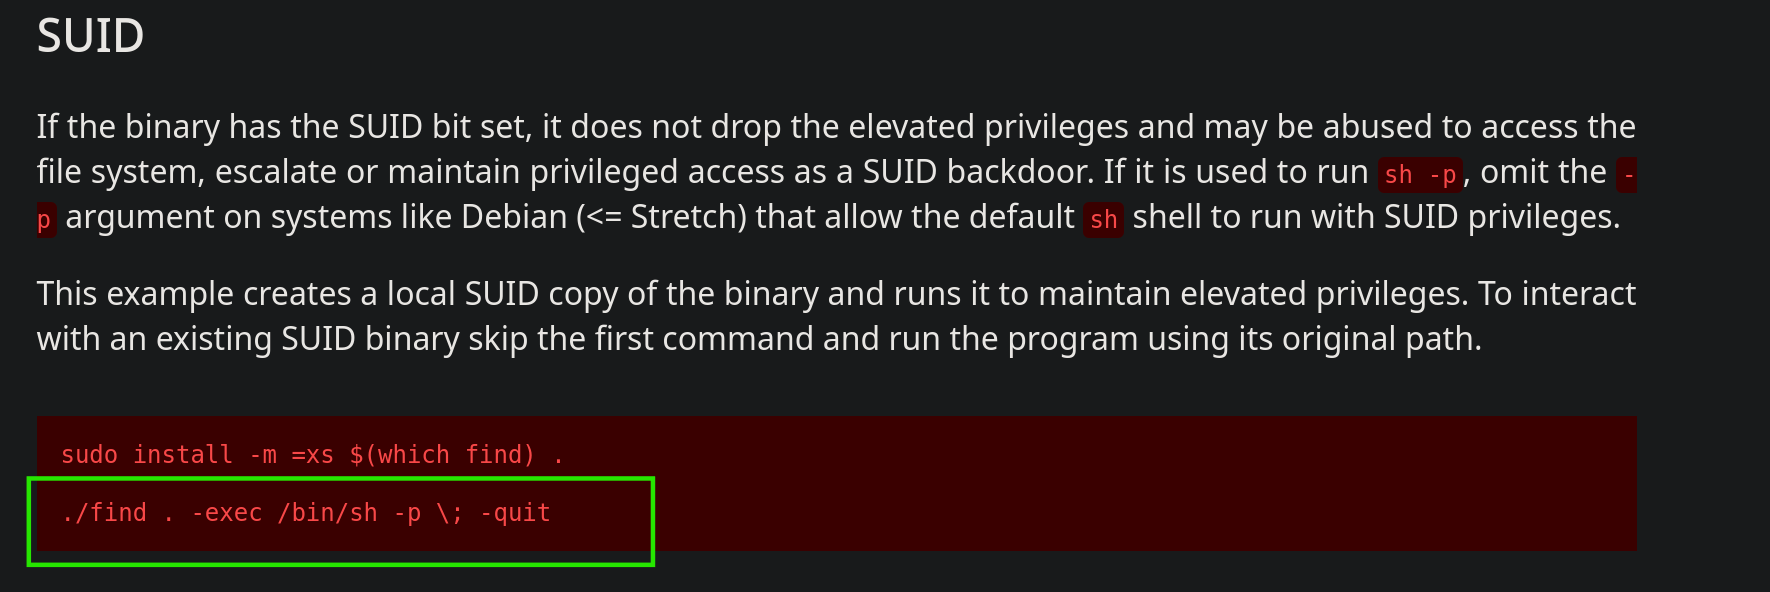 SUID
If the binary has the SUID bit set, it does not drop the elevated privileges and may be abused to access the
file system, escalate or maintain privileged access as a SUID backdoor. If it is used to run sh -p, omit the -
p argument on systems like Debian (<= Stretch) that allow the default sh shell to run with SUID privileges.
This example creates a local SUID copy of the binary and runs it to maintain elevated privileges. To interact
with an existing SUID binary skip the first command and run the program using its original path.
sudo install -m =xs $(which find) .
./find . -exec /bin/sh -p \; -quit